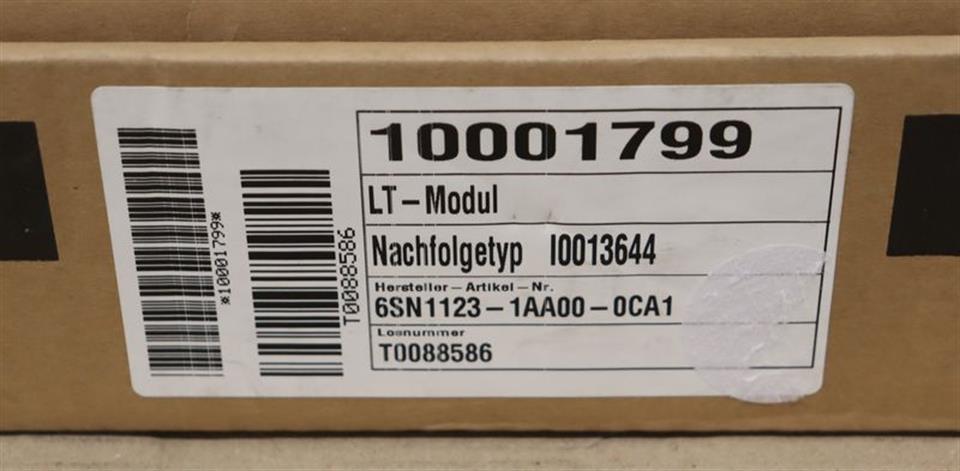 10001799
LT-Modul
Nachfolgetyp I0013644
Hersteller-Artikel-Nr.
6SN1123-1AA00-0CA1
Losnummer
T0088586
*10001799*
T0088586